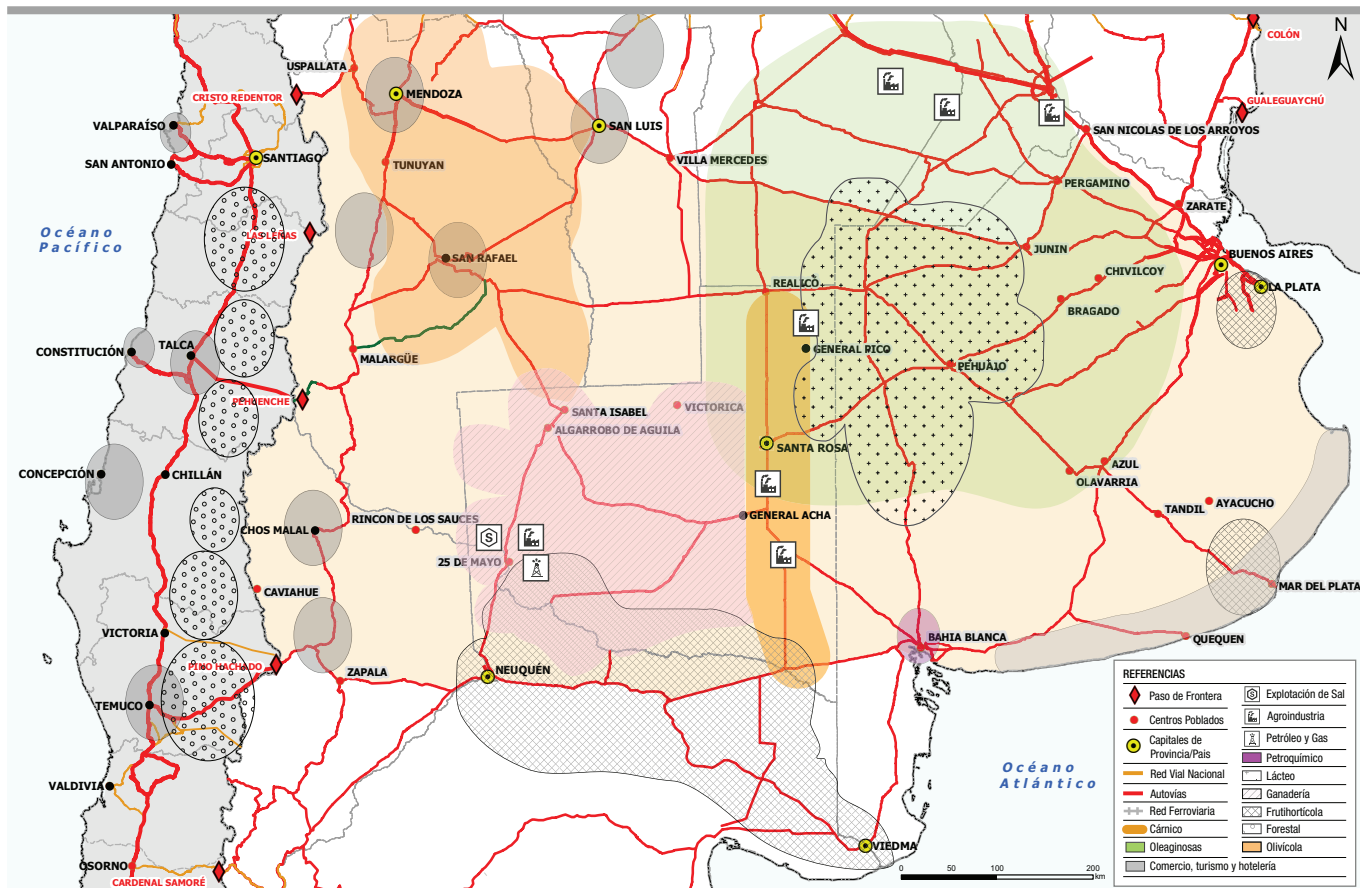 N
COLÓN
USPALLATA
CRISTO REDENTOR
MENDOZA
GUALEGUAYCHÚ
VALPARAÍSO
SAN LUIS
SAN NICOLAS DE LOS ARROYOS
SAN ANTONIO
SANTIAGO
TUNUYAN
VILLA MERCEDES
PERGAMINO
ZARATE
Océano
Pacífico
LAS LEÑAS
SAN RAFAEL
JUNIN
BUENOS AIRES
CHIVILCOY
REALICÓ
LA PLATA
BRAGADO
CONSTITUCIÓN
TALCA
MALARGÜE
GENERAL PICO
PEHUAJO
PEHUENCHE
SANTA ISABEL
VICTORICA
ALGARROBO DE AGUILA
SANTA ROSA
CONCEPCIÓN
CHILLÁN
AZUL
OLAVARRIA
AYACUCHO
TANDIL
RINCON DE LOS SAUCES
GENERAL ACHA
CHOS MALAL
S
25 DE MAYO
CAVIAHUE
MAR DEL PLATA
VICTORIA
BAHIA BLANCA
QUEQUEN
PINO HACHADO
ZAPALA
NEUQUÉN
TEMUCO
Océano
Atlántico
VALDIVIA
VIEDMA
OSORNO
CARDENAL SAMORÉ
0 50 100 200
km
REFERENCIAS
Paso de Frontera
S Explotación de Sal
Centros Poblados
Agroindustria
Capitales de
Provincia/Pais
Petróleo y Gas
Petroquímico
Red Vial Nacional
Lácteo
Autovías
Ganadería
Red Ferroviaria
Frutihortícola
Cárnico
Forestal
Oleaginosas
Olivícola
Comercio, turismo y hotelería